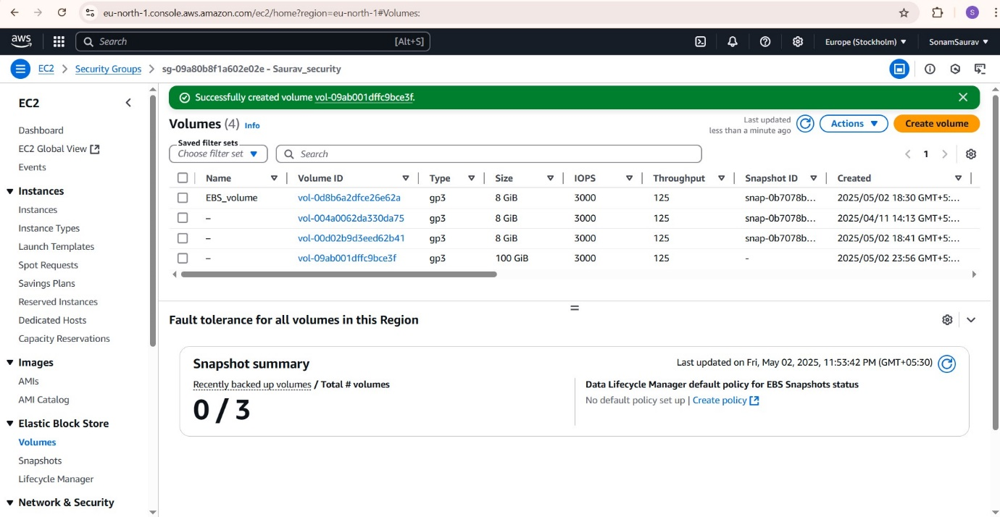 eu-north-1.console.aws.amazon.com/ec2/home?region=eu-north-1#Volumes:
S
aws
Search [Alt+S]
Europe (Stockholm) SonamSaurav
EC2 > Security Groups > sg-09a80b8f1a602e02e - Saurav_security
EC2
Dashboard
EC2 Global View
Events
Instances
Instances
Instance Types
Launch Templates
Spot Requests
Savings Plans
Reserved Instances
Dedicated Hosts
Capacity Reservations
Images
AMIs
AMI Catalog
Elastic Block Store
Volumes
Snapshots
Lifecycle Manager
Network & Security
Successfully created volume vol-09ab001dffc9bce3f.
Volumes (4) Info
Last updated
less than a minute ago
Actions
Create volume
Saved filter sets
Choose filter set
Search
1
Name Volume ID Type Size IOPS Throughput Snapshot ID Created
EBS_volume vol-0d8b6a2dfce26e62a gp3 8 GiB 3000 125 snap-0b7078b... 2025/05/02 18:30 GMT+5:...
– vol-004a0062da330da75 gp3 8 GiB 3000 125 snap-0b7078b... 2025/04/11 14:13 GMT+5:...
– vol-00d02b9d3eed62b41 gp3 8 GiB 3000 125 snap-0b7078b... 2025/05/02 18:41 GMT+5:...
– vol-09ab001dffc9bce3f gp3 100 GiB 3000 125 - 2025/05/02 23:56 GMT+5:...
Fault tolerance for all volumes in this Region
Snapshot summary
Last updated on Fri, May 02, 2025, 11:53:42 PM (GMT+05:30)
Recently backed up volumes / Total # volumes
0 / 3
Data Lifecycle Manager default policy for EBS Snapshots status
No default policy set up | Create policy